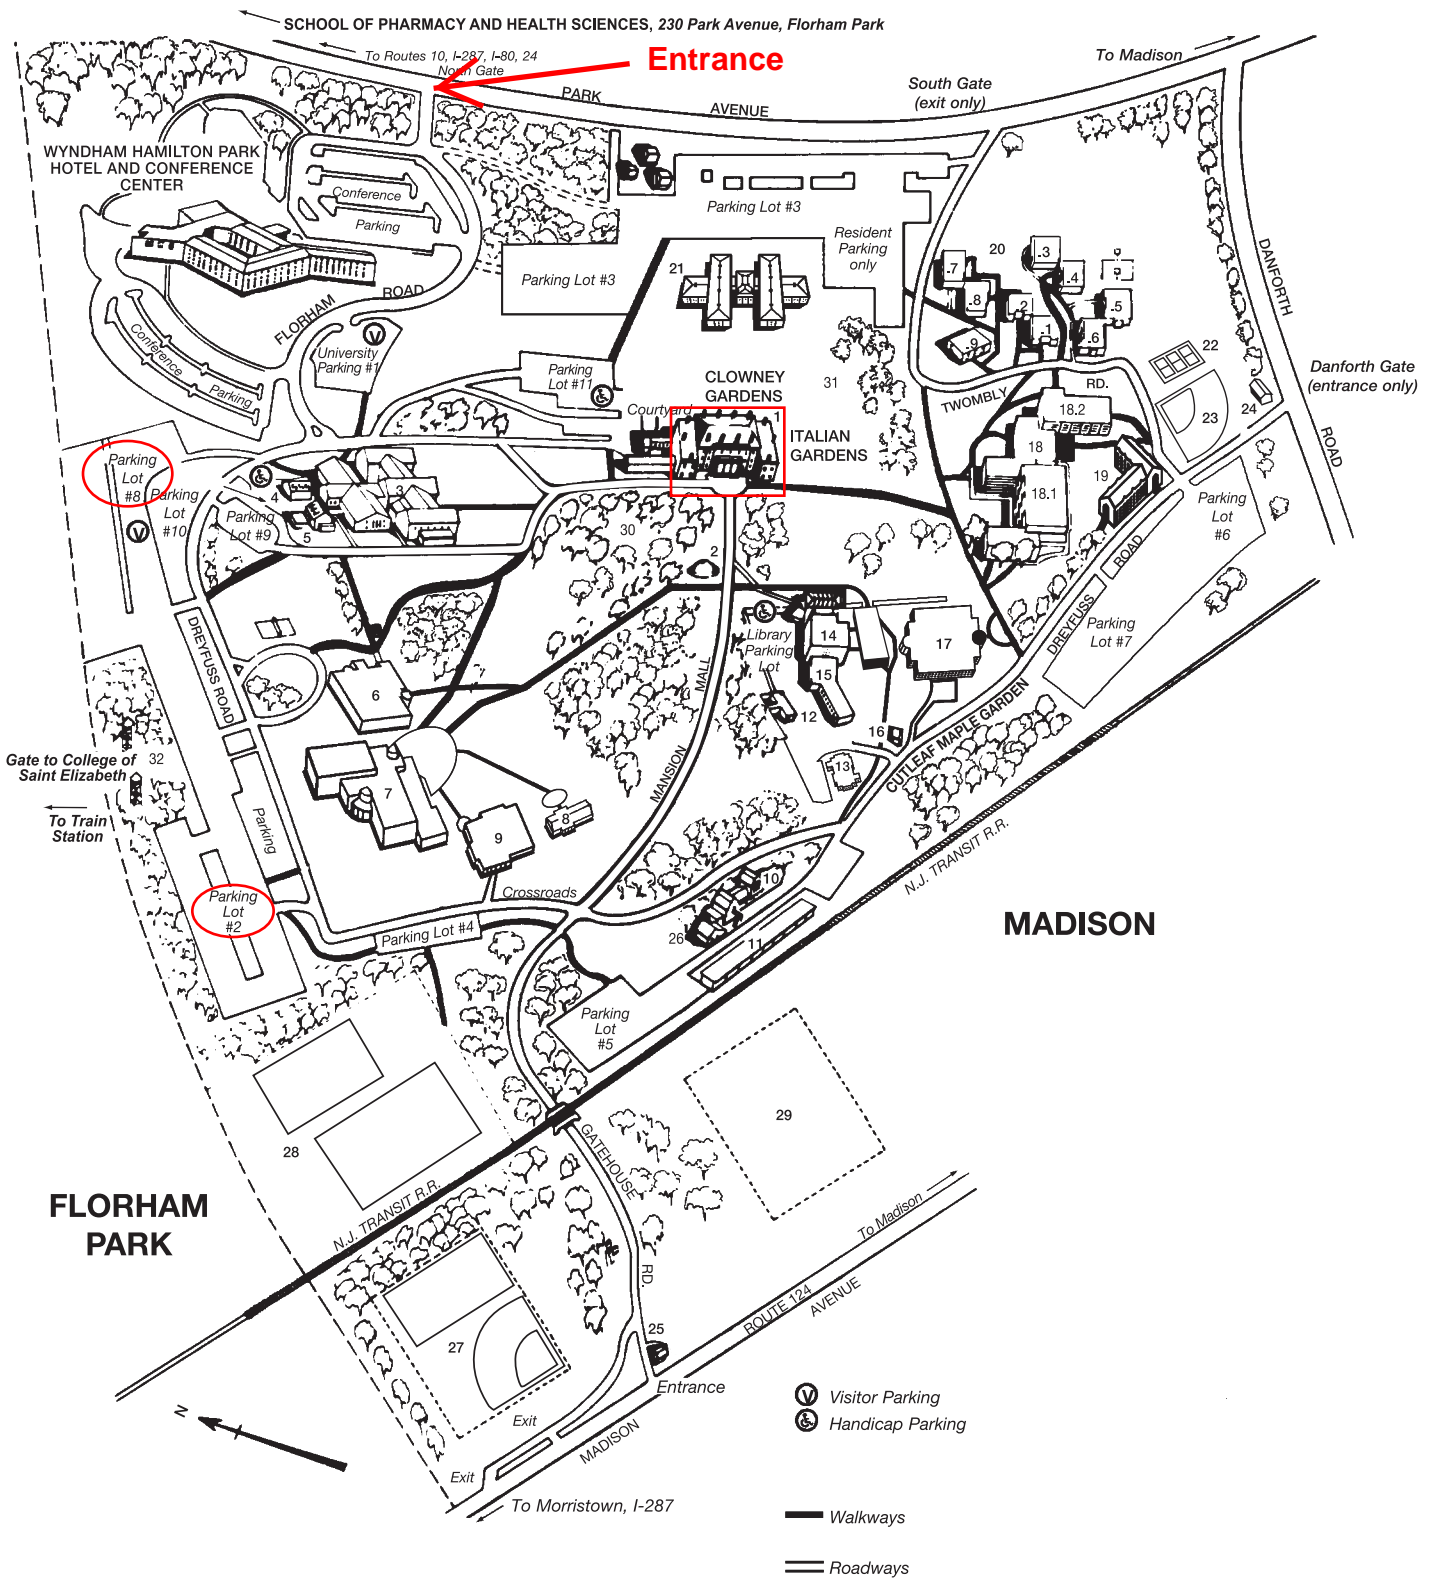 SCHOOL OF PHARMACY AND HEALTH SCIENCES, 230 Park Avenue, Florham Park
To Routes 10, I-287, I-80, 24
North Gate
Entrance
To Madison
South Gate
(exit only)
PARK
AVENUE
WYNDHAM HAMILTON PARK
HOTEL AND CONFERENCE
CENTER
Conference
Parking
Parking Lot #3
Resident
Parking
only
Parking Lot #3
21
20
.3
.7
.4
.8
.2
.5
.1
.6
.9
DANFORTH
ROAD
FLORHAM
ROAD
V
University
Parking #1
Conference
Parking
Parking
Lot #11
31
22
Danforth Gate
(entrance only)
CLOWNEY
GARDENS
TWOMBLY
RD.
Courtyard
1
ITALIAN
GARDENS
18.2
23
24
18
19
18.1
Parking
Lot
#8
Parking
Lot
#10
V
4
3
Parking
Lot #9
5
Parking
Lot
#6
30
2
DREYFUSS
ROAD
Parking
Lot #7
DREYFUSS ROAD
Library
Parking
Lot
14
17
15
6
MALL
12
16
CUTLEAF MAPLE GARDEN
Gate to College of
Saint Elizabeth
32
13
MANSION
7
To Train
Station
Parking
9
8
N.J. TRANSIT R.R.
10
Crossroads
Parking
Lot
#2
Parking Lot #4
26
11
MADISON
Parking
Lot
#5
29
28
GATEHOUSE
RD.
FLORHAM
PARK
N.J. TRANSIT R.R.
To Madison
ROUTE 124
AVENUE
27
25
Entrance
N
Exit
MADISON
Exit
To Morristown, I-287
V Visitor Parking
Handicap Parking
Walkways
Roadways